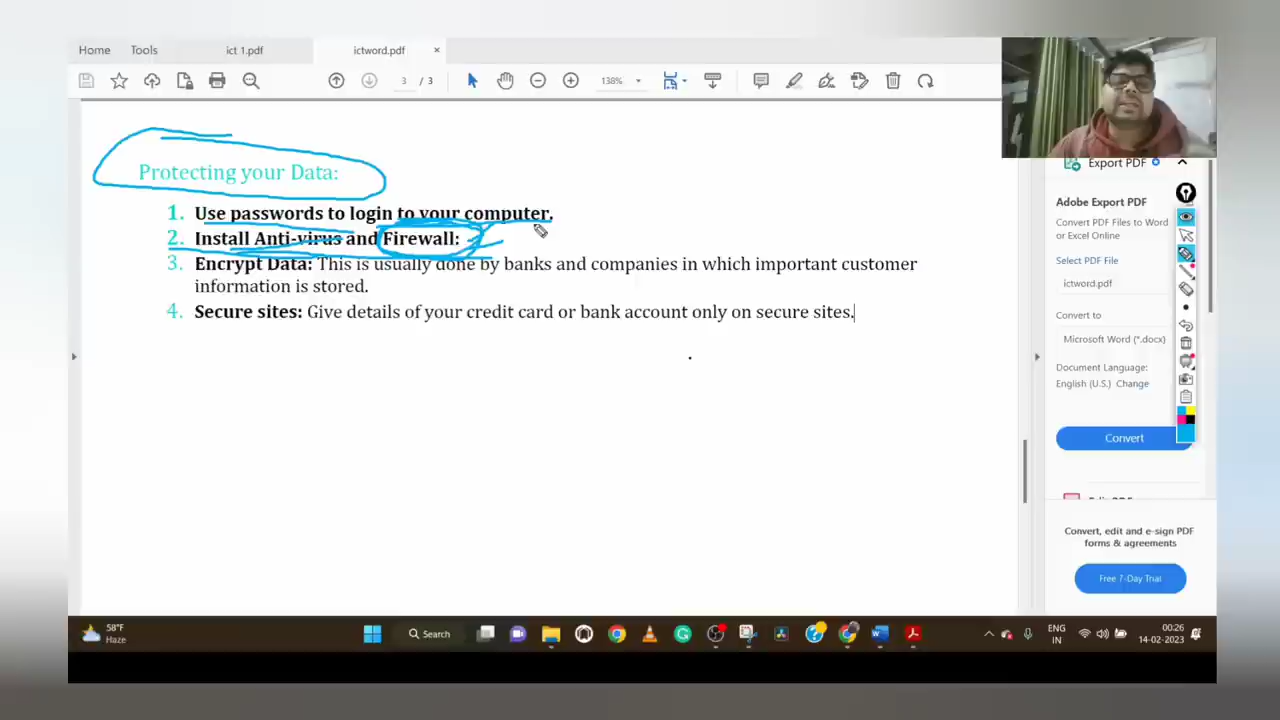 Home Tools ict 1.pdf ictword.pdf ×
3 / 3 138%
Protecting your Data:
1. Use passwords to login to your computer.
2. Install Anti-virus and Firewall:
3. Encrypt Data: This is usually done by banks and companies in which important customer
information is stored.
4. Secure sites: Give details of your credit card or bank account only on secure sites.
Export PDF
Adobe Export PDF
Convert PDF Files to Word
or Excel Online
Select PDF File
ictword.pdf
Convert to
Microsoft Word (*.docx)
Document Language:
English (U.S.) Change
Convert
Convert, edit and e-sign PDF
forms & agreements
Free 7-Day Trial
58°F
Haze
Search
ENG
IN
00:26
14-02-2023